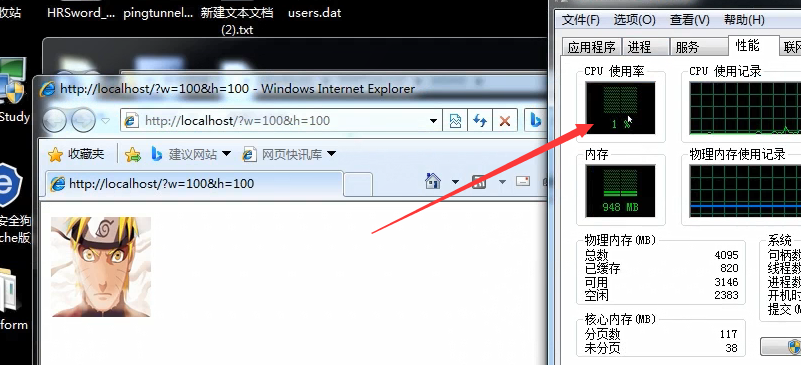 收站
HRSword_...
pingtunnel...
新建文本文档
(2).txt
users.dat
Study
安全狗
che版
form
http://localhost/?w=100&h=100 - Windows Internet Explorer
http://localhost/?w=100&h=100
收藏夹
建议网站
网页快讯库
http://localhost/?w=100&h=100
文件(F) 选项(O) 查看(V) 帮助(H)
应用程序 进程 服务 性能 联网
CPU 使用率
CPU 使用记录
1 %
内存
物理内存使用记录
948 MB
物理内存(MB)
总数 4095
已缓存 820
可用 3146
空闲 2383
系统
句柄数
线程数
进程数
开机时
提交(M
核心内存(MB)
分页数 117
未分页 38